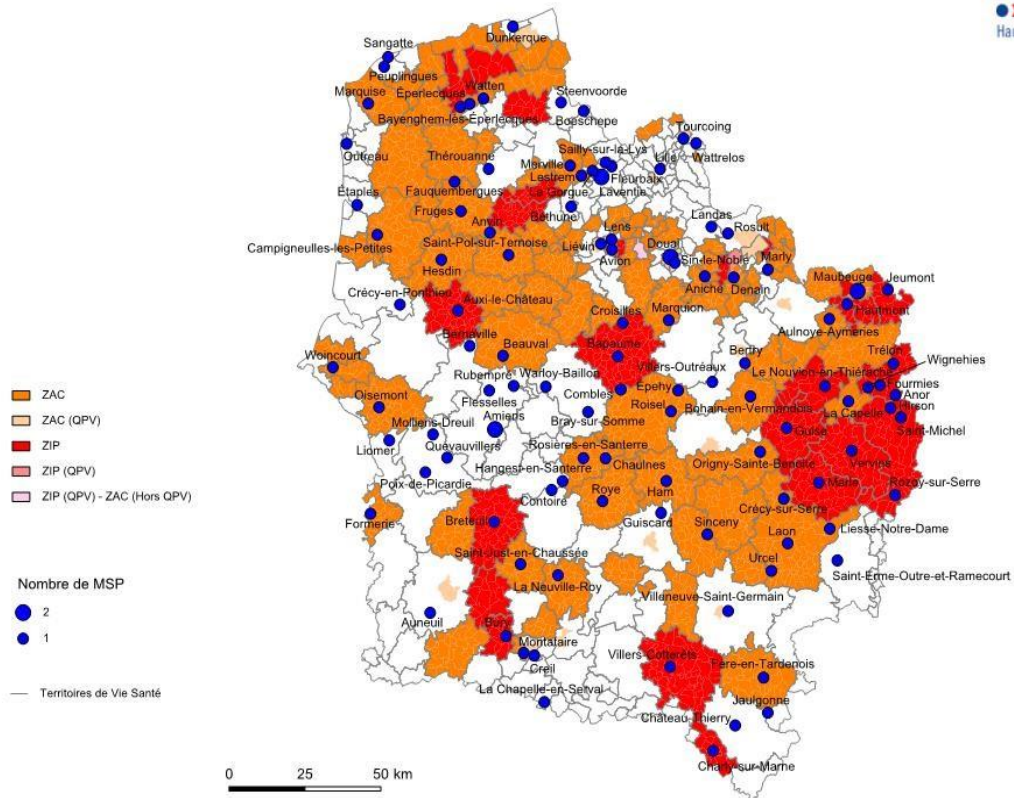 Dunkerque
Sangatte
Peuplingues
Marquise
Éperlecques
Watten
Steenvoorde
Bayenghem-lès-Éperlecques
Boeschepe
Tourcoing
Outreau
Thérouanne
Sailly-sur-la-Lys
Merville
Lille
Wattrelos
Lestrem
Fleurbaix
Fauquembergues
La Gorgue
Laventie
Étaples
Fruges
Béthune
Landas
Anvin
Lens
Rosult
Campigneulles-les-Petites
Saint-Pol-sur-Ternoise
Liévin
Douai
Avion
Sin-le-Noble
Marly
Hesdin
Aniche
Denain
Maubeuge
Jeumont
Crécy-en-Ponthieu
Auxi-le-Château
Croisilles
Marquion
Hautmont
Aulnoye-Aymeries
Bernaville
Bapaume
Beauval
Villers-Outréaux
Bertry
Trélon
Woincourt
Wignehies
Rubempré
Warloy-Baillon
Le Nouvion-en-Thiérache
Fourmies
Oisemont
Flesselles
Combles
Épehy
Anor
Roisel
Bohain-en-Vermandois
La Capelle
Hirson
Molliens-Dreuil
Amiens
Bray-sur-Somme
Guise
Saint-Michel
Liomer
Quevauvillers
Rosières-en-Santerre
Origny-Sainte-Benoite
Vervins
Hangest-en-Santerre
Chaulnes
Poix-de-Picardie
Ham
Marle
Rozoy-sur-Serre
Contoire
Roye
Crécy-sur-Serre
Formerie
Breteuil
Guiscard
Sinceny
Laon
Liesse-Notre-Dame
Saint-Just-en-Chaussée
Urcel
La Neuville-Roy
Saint-Erme-Outre-et-Ramecourt
Villeneuve-Saint-Germain
Auneuil
Bury
Montataire
Villers-Cotterêts
Fère-en-Tardenois
Creil
La Chapelle-en-Serval
Jaulgonne
Château-Thierry
Charly-sur-Marne
ZAC
ZAC (QPV)
ZIP
ZIP (QPV)
ZIP (QPV) - ZAC (Hors QPV)
Nombre de MSP
2
1
Territoires de Vie Santé
0 25 50 km